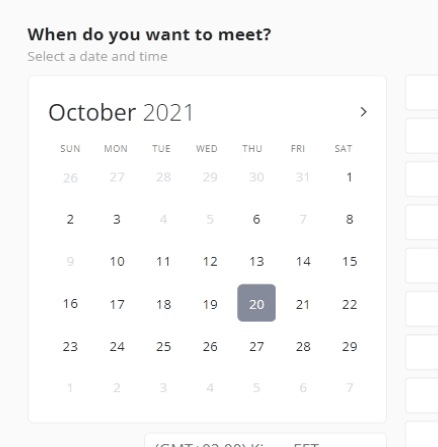 When do you want to meet?
Select a date and time
October 2021 >
SUN MON TUE WED THU FRI SAT
26 27 28 29 30 31 1
2 3 4 5 6 7 8
9 10 11 12 13 14 15
16 17 18 19 20 21 22
23 24 25 26 27 28 29
1 2 3 4 5 6 7